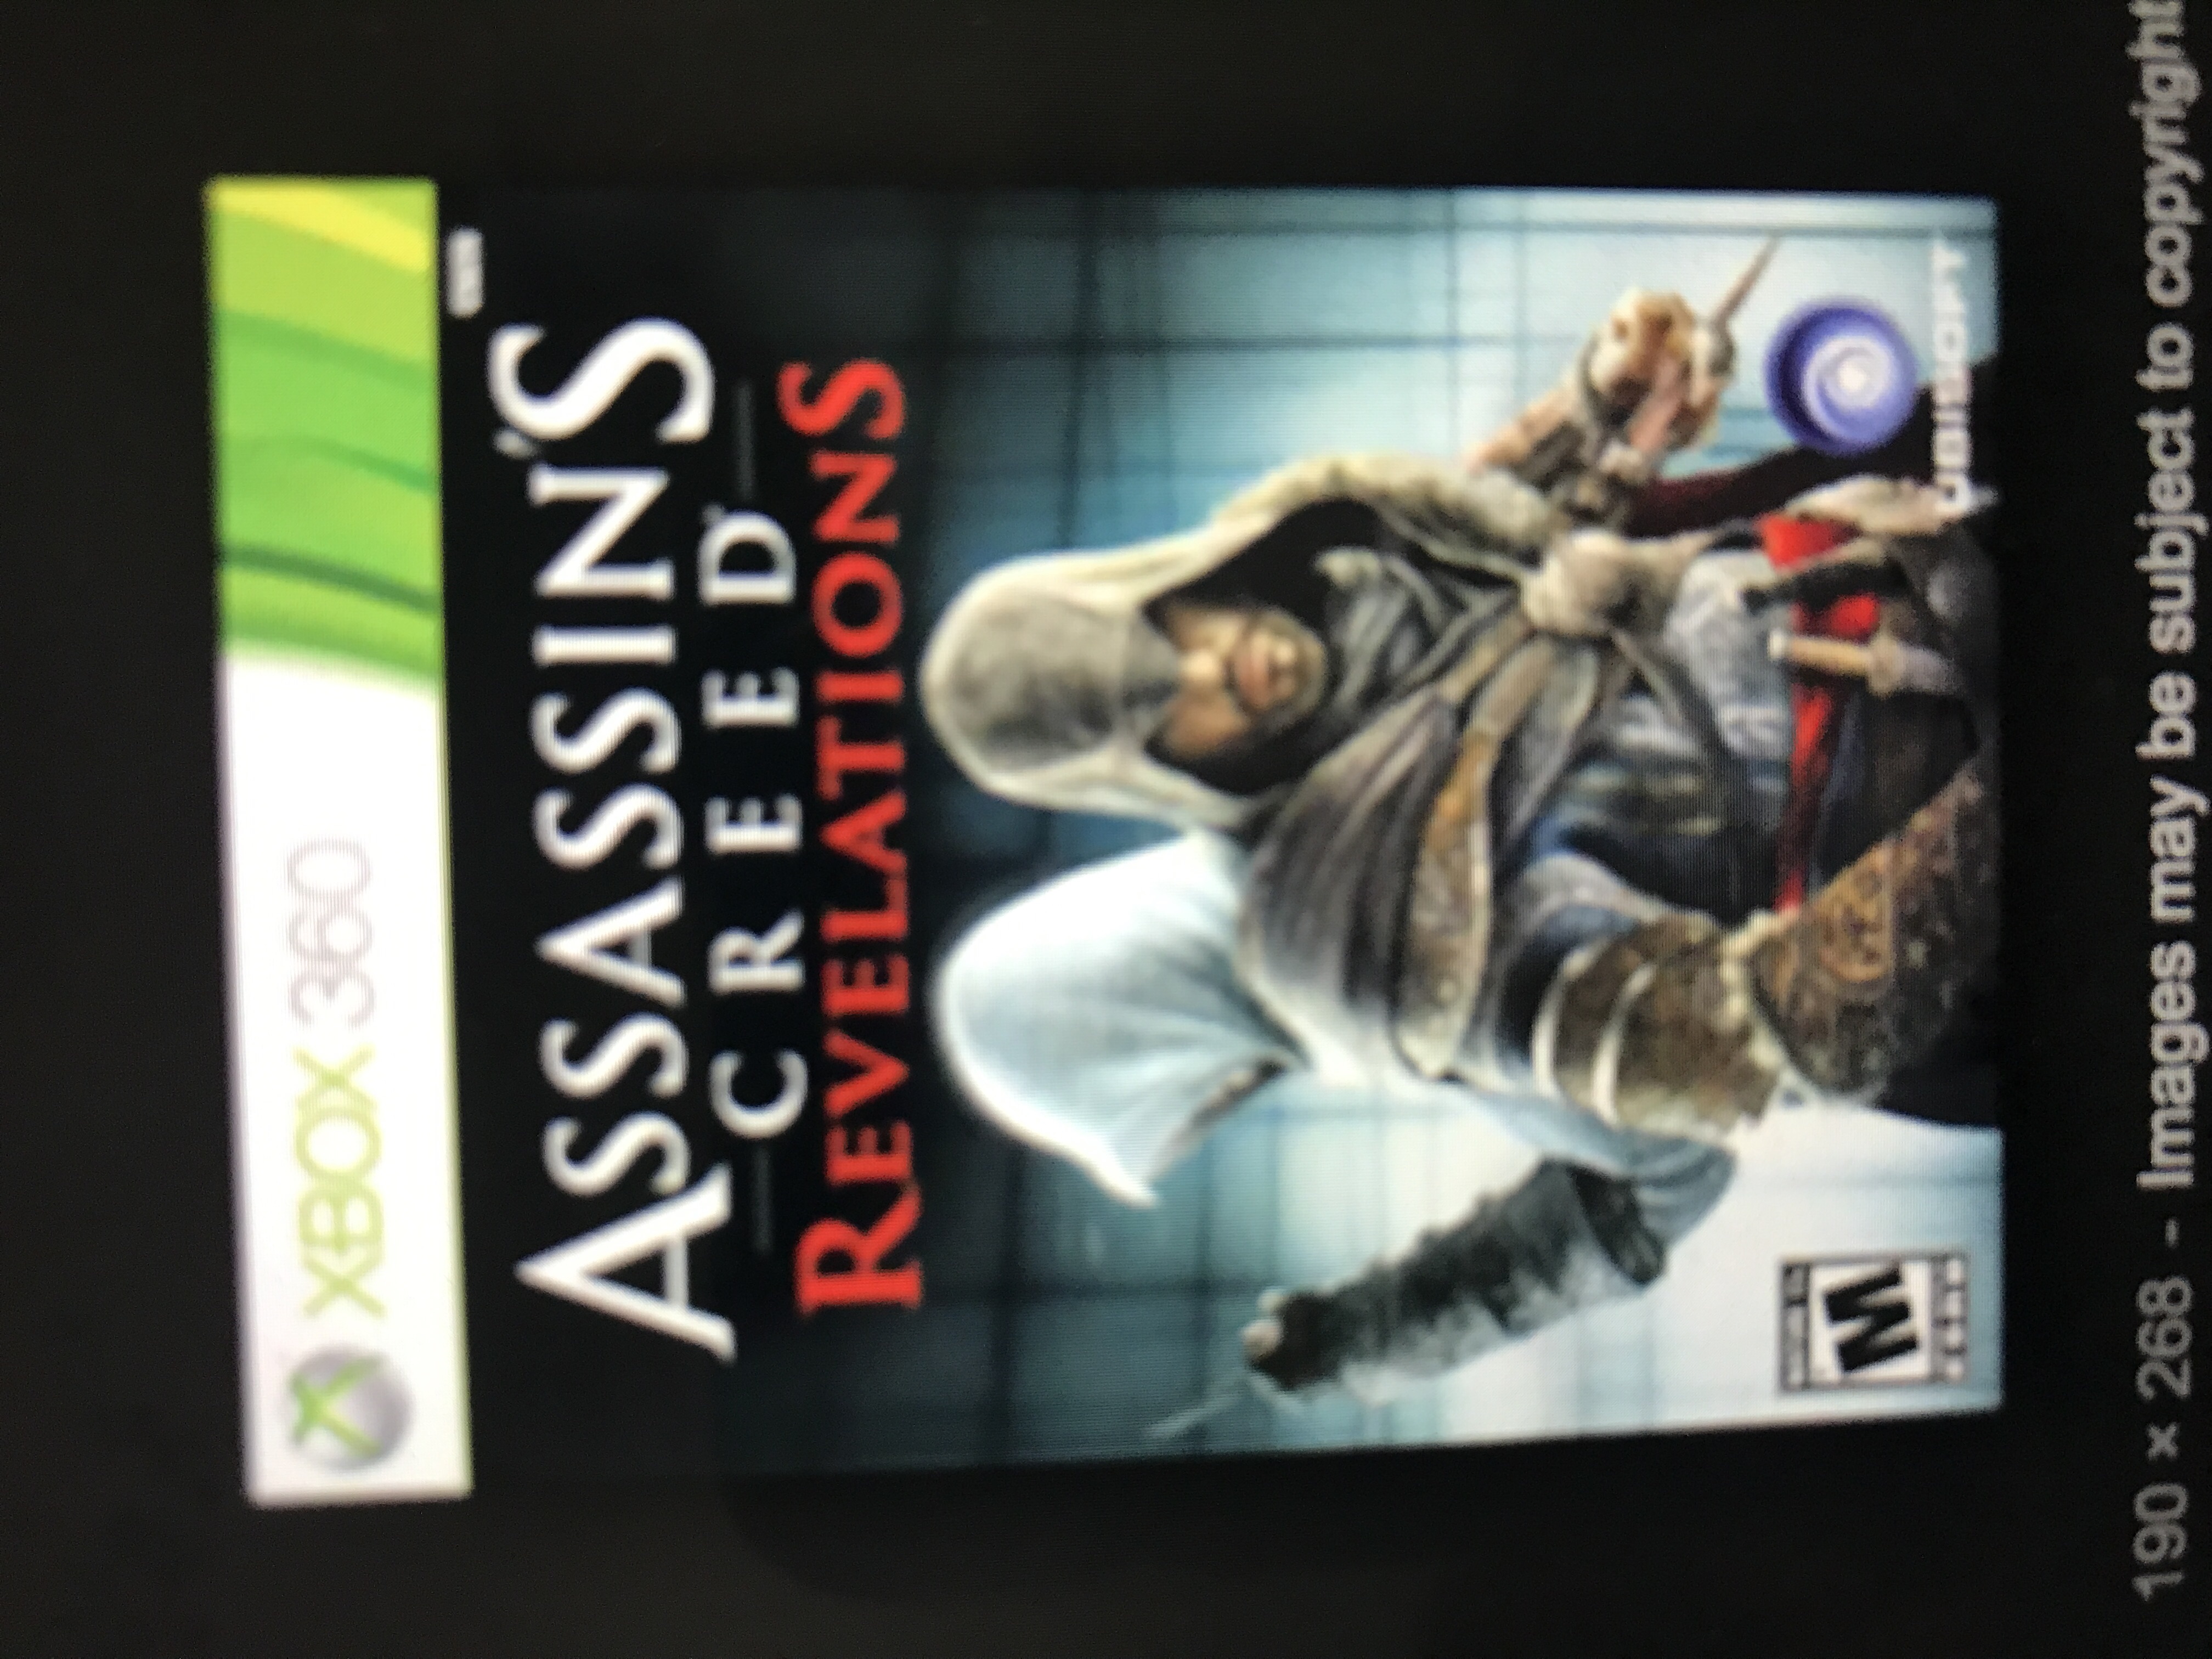 XBOX 360
ASSASSIN'S
CREED
REVELATIONS
M
UBISOFT
190 × 268 - Images may be subject to copyright